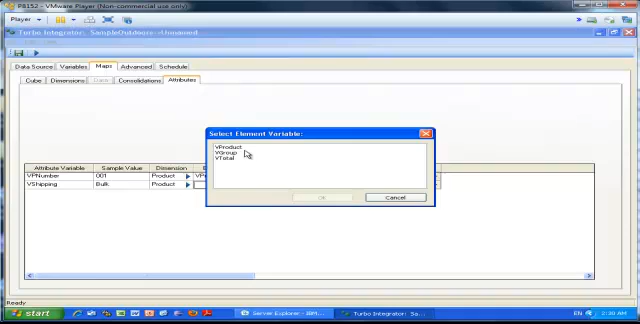 P8152 - VMware Player (Non-commercial use only)
Player
Turbo Integrator: SampleOutdoors->Unnamed
Data Source Variables Maps Advanced Schedule
Cube Dimensions Data Consolidations Attributes
Select Element Variable:
VProduct
VGroup
VTotal
OK Cancel
Attribute Variable Sample Value Dimension
VPNumber 001 Product
VShipping Bulk Product
Ready
start Server Explorer - IBM... Turbo Integrator: Sa... EN 2:30 AM